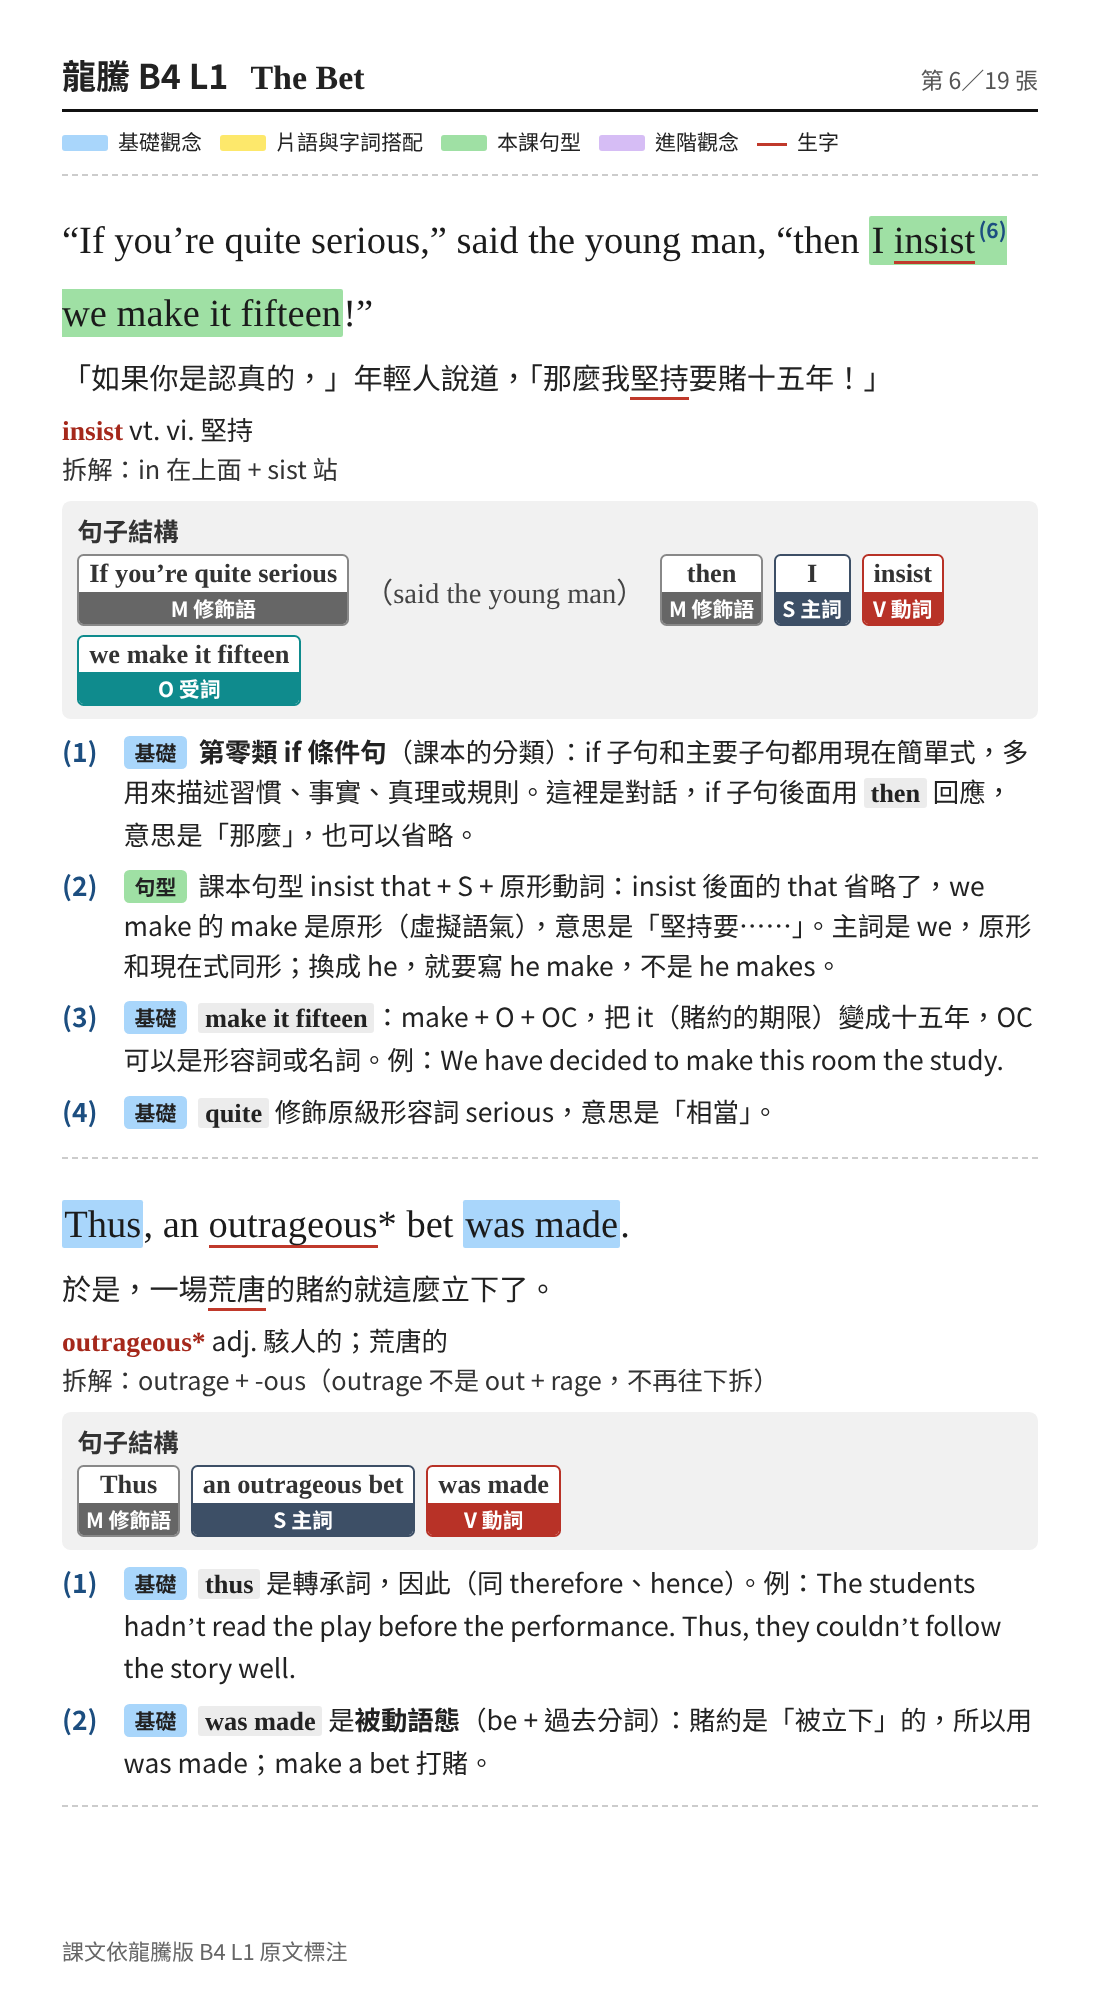 龍騰 B4 L1 The Bet
第 6／19 張
基礎觀念 片語與字詞搭配 本課句型 進階觀念 生字
“If you’re quite serious,” said the young man, “then I insist(6)
we make it fifteen!”
「如果你是認真的，」年輕人說道，「那麼我堅持要賭十五年！」
insist vt. vi. 堅持
拆解：in 在上面 + sist 站
句子結構
If you’re quite serious （said the young man） then I insist
M 修飾語 M 修飾語 S 主詞 V 動詞
we make it fifteen
O 受詞
(1) 基礎 第零類 if 條件句（課本的分類）：if 子句和主要子句都用現在簡單式，多
用來描述習慣、事實、真理或規則。這裡是對話，if 子句後面用 then 回應，
意思是「那麼」，也可以省略。
(2) 句型 課本句型 insist that + S + 原形動詞：insist 後面的 that 省略了，we
make 的 make 是原形（虛擬語氣），意思是「堅持要……」。主詞是 we，原形
和現在式同形；換成 he，就要寫 he make，不是 he makes。
(3) 基礎 make it fifteen：make + O + OC，把 it（賭約的期限）變成十五年，OC
可以是形容詞或名詞。例：We have decided to make this room the study.
(4) 基礎 quite 修飾原級形容詞 serious，意思是「相當」。
Thus, an outrageous* bet was made.
於是，一場荒唐的賭約就這麼立下了。
outrageous* adj. 駭人的；荒唐的
拆解：outrage + -ous（outrage 不是 out + rage，不再往下拆）
句子結構
Thus an outrageous bet was made
M 修飾語 S 主詞 V 動詞
(1) 基礎 thus 是轉承詞，因此（同 therefore、hence）。例：The students
hadn’t read the play before the performance. Thus, they couldn’t follow
the story well.
(2) 基礎 was made 是被動語態（be + 過去分詞）：賭約是「被立下」的，所以用
was made；make a bet 打賭。
課文依龍騰版 B4 L1 原文標注